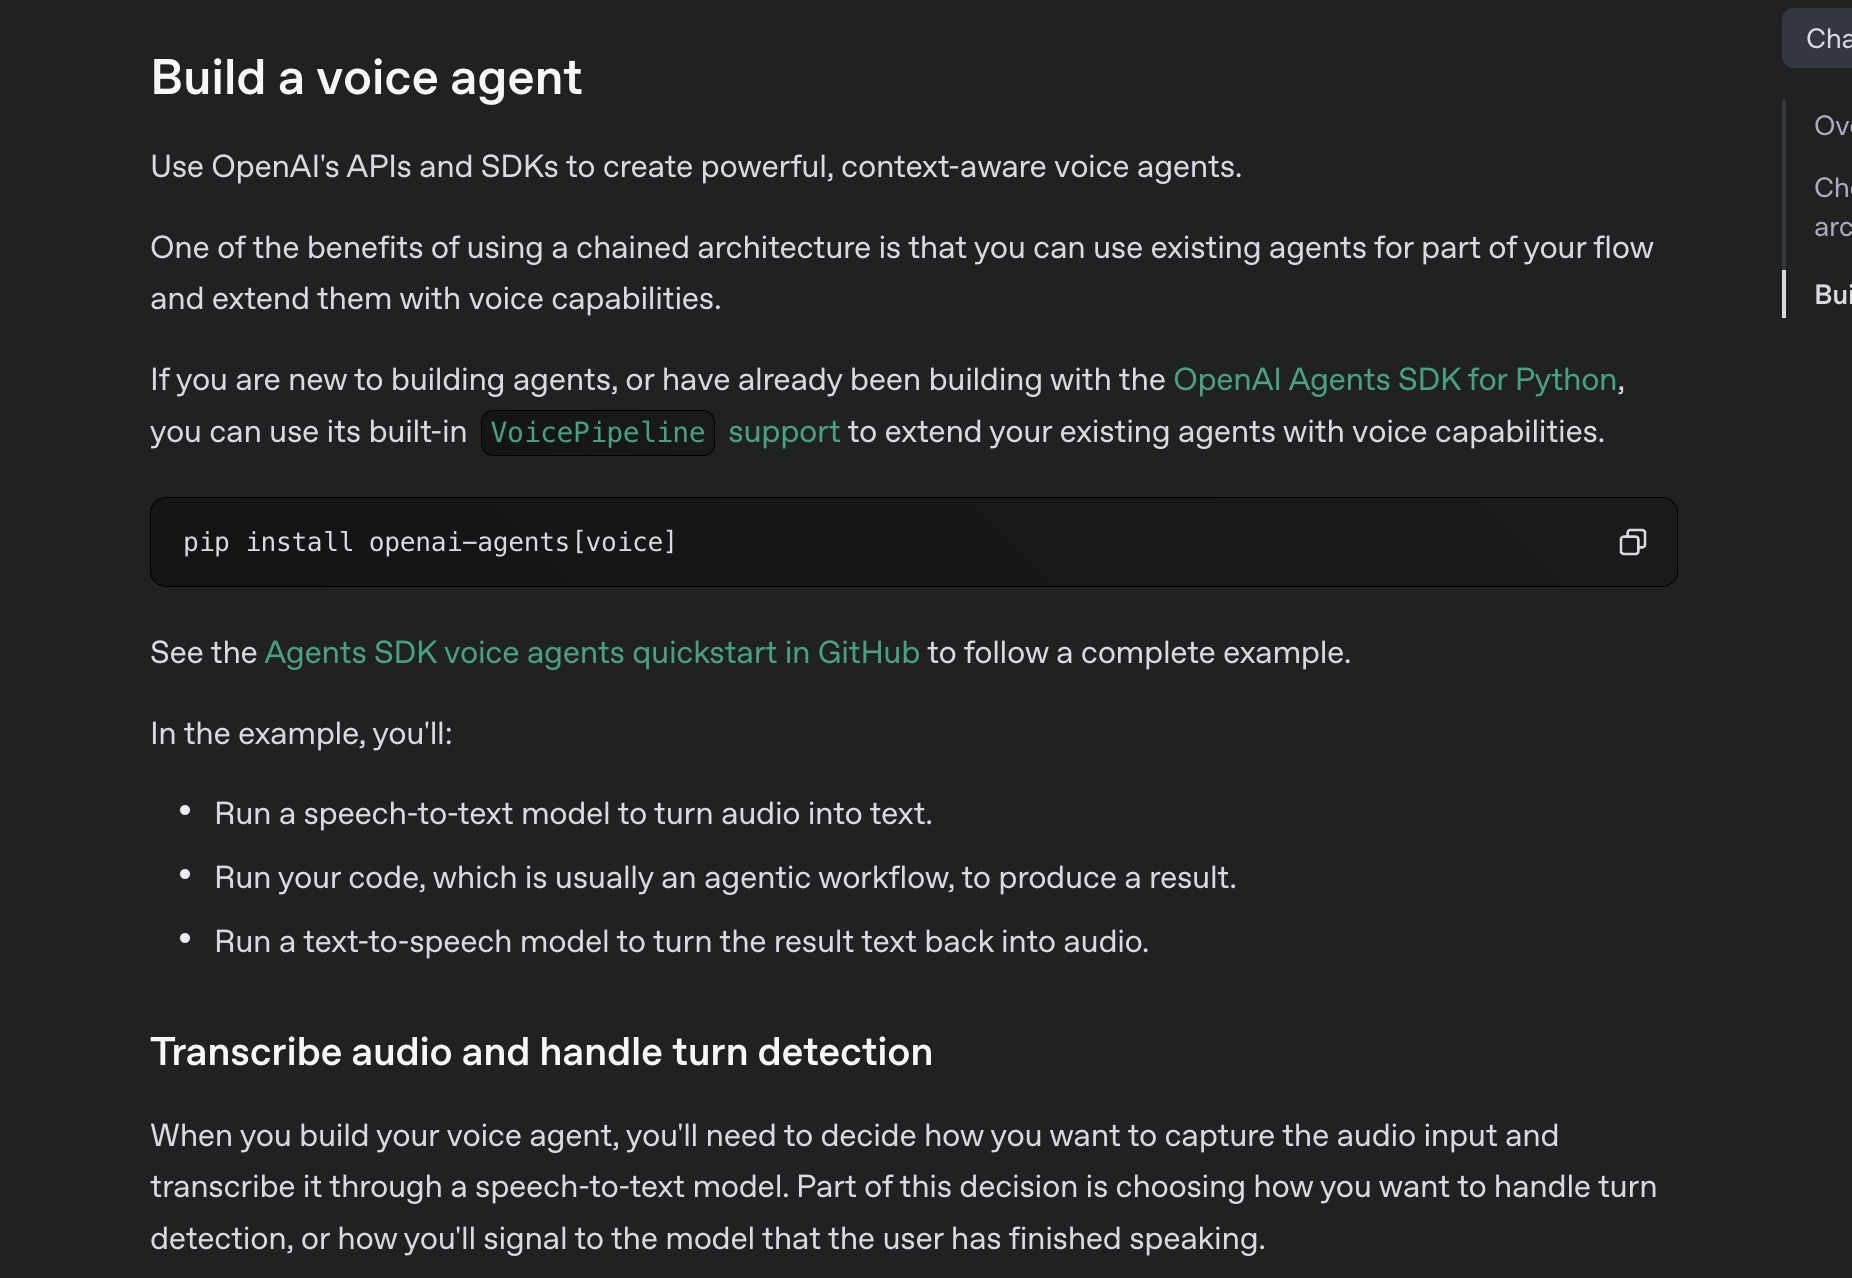 Build a voice agent
Use OpenAI's APIs and SDKs to create powerful, context-aware voice agents.
One of the benefits of using a chained architecture is that you can use existing agents for part of your flow
and extend them with voice capabilities.
If you are new to building agents, or have already been building with the OpenAI Agents SDK for Python,
you can use its built-in VoicePipeline support to extend your existing agents with voice capabilities.
pip install openai-agents[voice]
See the Agents SDK voice agents quickstart in GitHub to follow a complete example.
In the example, you'll:
• Run a speech-to-text model to turn audio into text.
• Run your code, which is usually an agentic workflow, to produce a result.
• Run a text-to-speech model to turn the result text back into audio.
Transcribe audio and handle turn detection
When you build your voice agent, you'll need to decide how you want to capture the audio input and
transcribe it through a speech-to-text model. Part of this decision is choosing how you want to handle turn
detection, or how you'll signal to the model that the user has finished speaking.